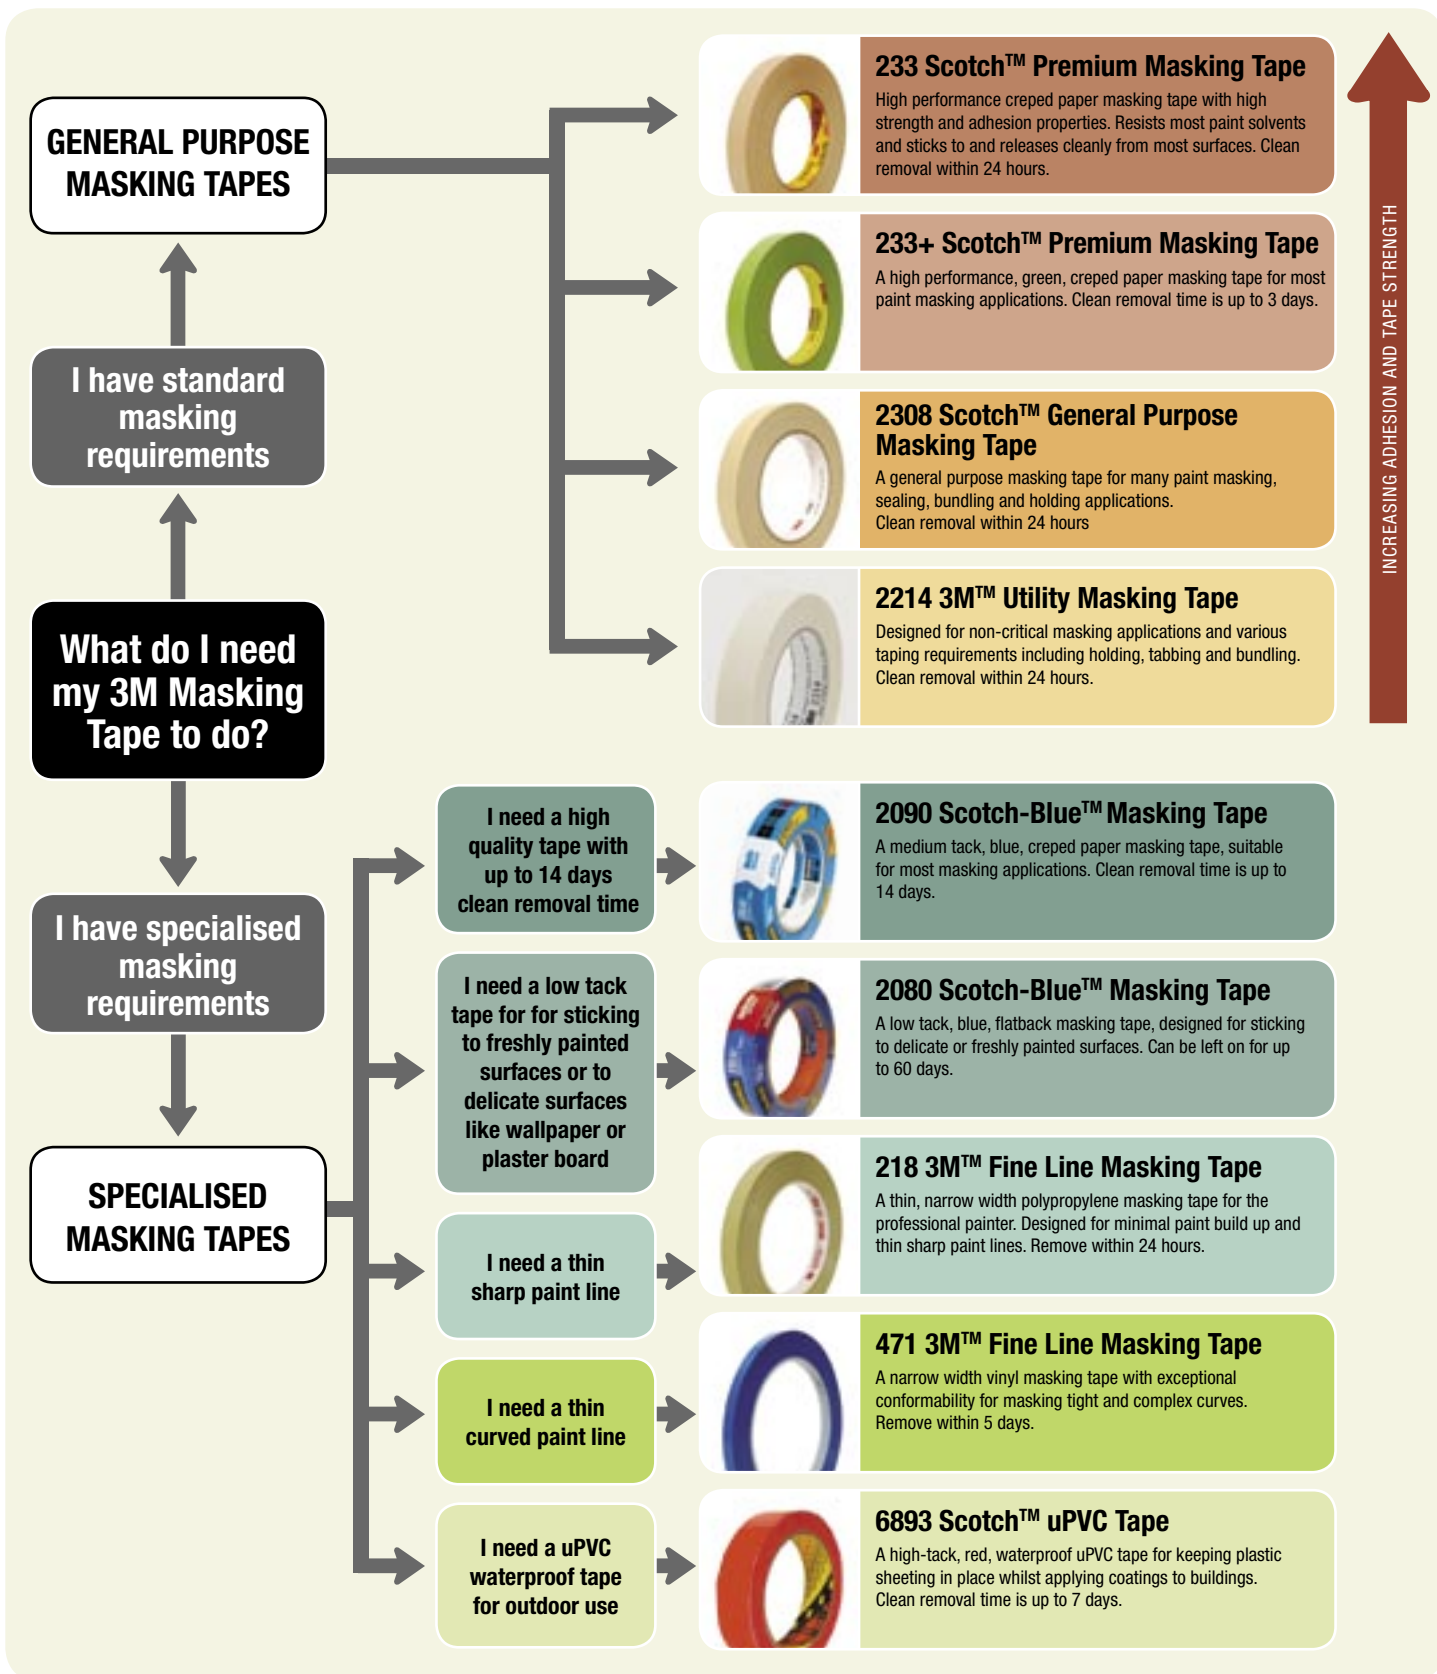 GENERAL PURPOSE
MASKING TAPES
I have standard
masking
requirements
What do I need
my 3M Masking
Tape to do?
I have specialised
masking
requirements
SPECIALISED
MASKING TAPES
233 Scotch™ Premium Masking Tape
High performance creped paper masking tape with high
strength and adhesion properties. Resists most paint solvents
and sticks to and releases cleanly from most surfaces. Clean
removal within 24 hours.
233+ Scotch™ Premium Masking Tape
A high performance, green, creped paper masking tape for most
paint masking applications. Clean removal time is up to 3 days.
2308 Scotch™ General Purpose
Masking Tape
A general purpose masking tape for many paint masking,
sealing, bundling and holding applications.
Clean removal within 24 hours
2214 3M™ Utility Masking Tape
Designed for non-critical masking applications and various
taping requirements including holding, tabbing and bundling.
Clean removal within 24 hours.
INCREASING ADHESION AND TAPE STRENGTH
I need a high
quality tape with
up to 14 days
clean removal time
2090 Scotch-Blue™ Masking Tape
A medium tack, blue, creped paper masking tape, suitable
for most masking applications. Clean removal time is up to
14 days.
I need a low tack
tape for for sticking
to freshly painted
surfaces or to
delicate surfaces
like wallpaper or
plaster board
2080 Scotch-Blue™ Masking Tape
A low tack, blue, flatback masking tape, designed for sticking
to delicate or freshly painted surfaces. Can be left on for up
to 60 days.
I need a thin
sharp paint line
218 3M™ Fine Line Masking Tape
A thin, narrow width polypropylene masking tape for the
professional painter. Designed for minimal paint build up and
thin sharp paint lines. Remove within 24 hours.
I need a thin
curved paint line
471 3M™ Fine Line Masking Tape
A narrow width vinyl masking tape with exceptional
conformability for masking tight and complex curves.
Remove within 5 days.
I need a uPVC
waterproof tape
for outdoor use
6893 Scotch™ uPVC Tape
A high-tack, red, waterproof uPVC tape for keeping plastic
sheeting in place whilst applying coatings to buildings.
Clean removal time is up to 7 days.